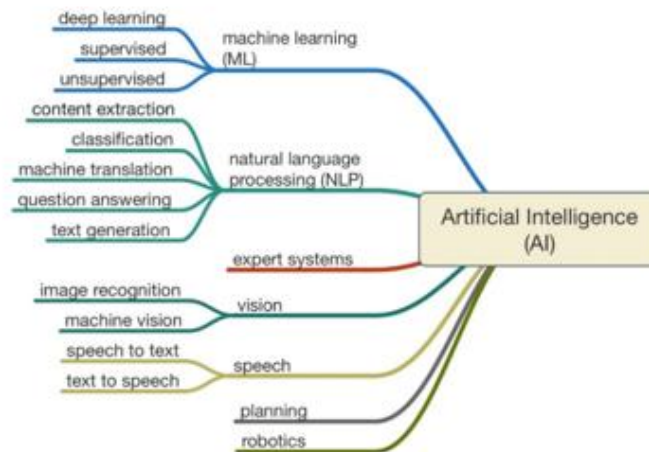 deep learning
supervised
unsupervised
machine learning
(ML)
content extraction
classification
machine translation
question answering
text generation
natural language
processing (NLP)
Artificial Intelligence
(AI)
expert systems
image recognition
machine vision
vision
speech to text
text to speech
speech
planning
robotics